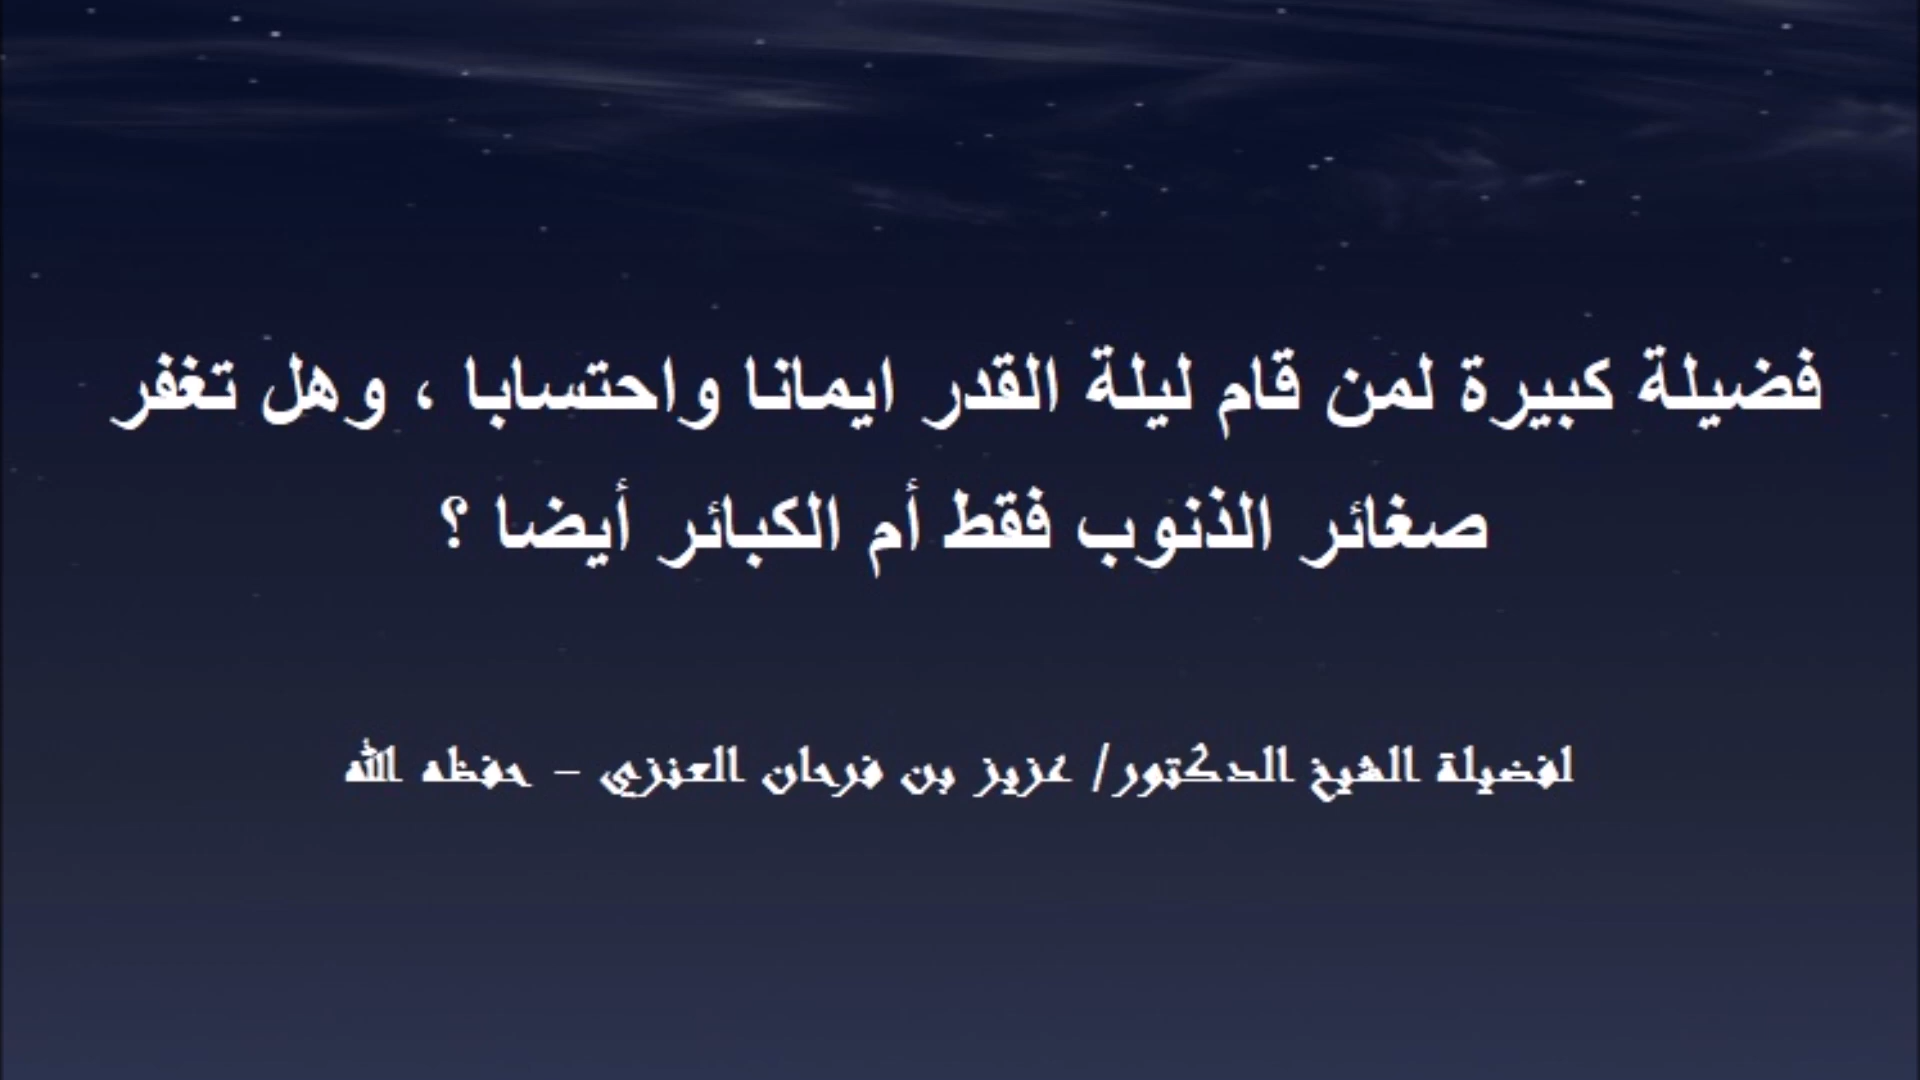 فضيلة كبيرة لمن قام ليلة القدر ايمانا واحتسابا ، وهل تغفر
صغائر الذنوب فقط أم الكبائر أيضا ؟
لفضيلة الشيخ الدكتور/ عزيز بن فرحان العنزي – حفظه الله